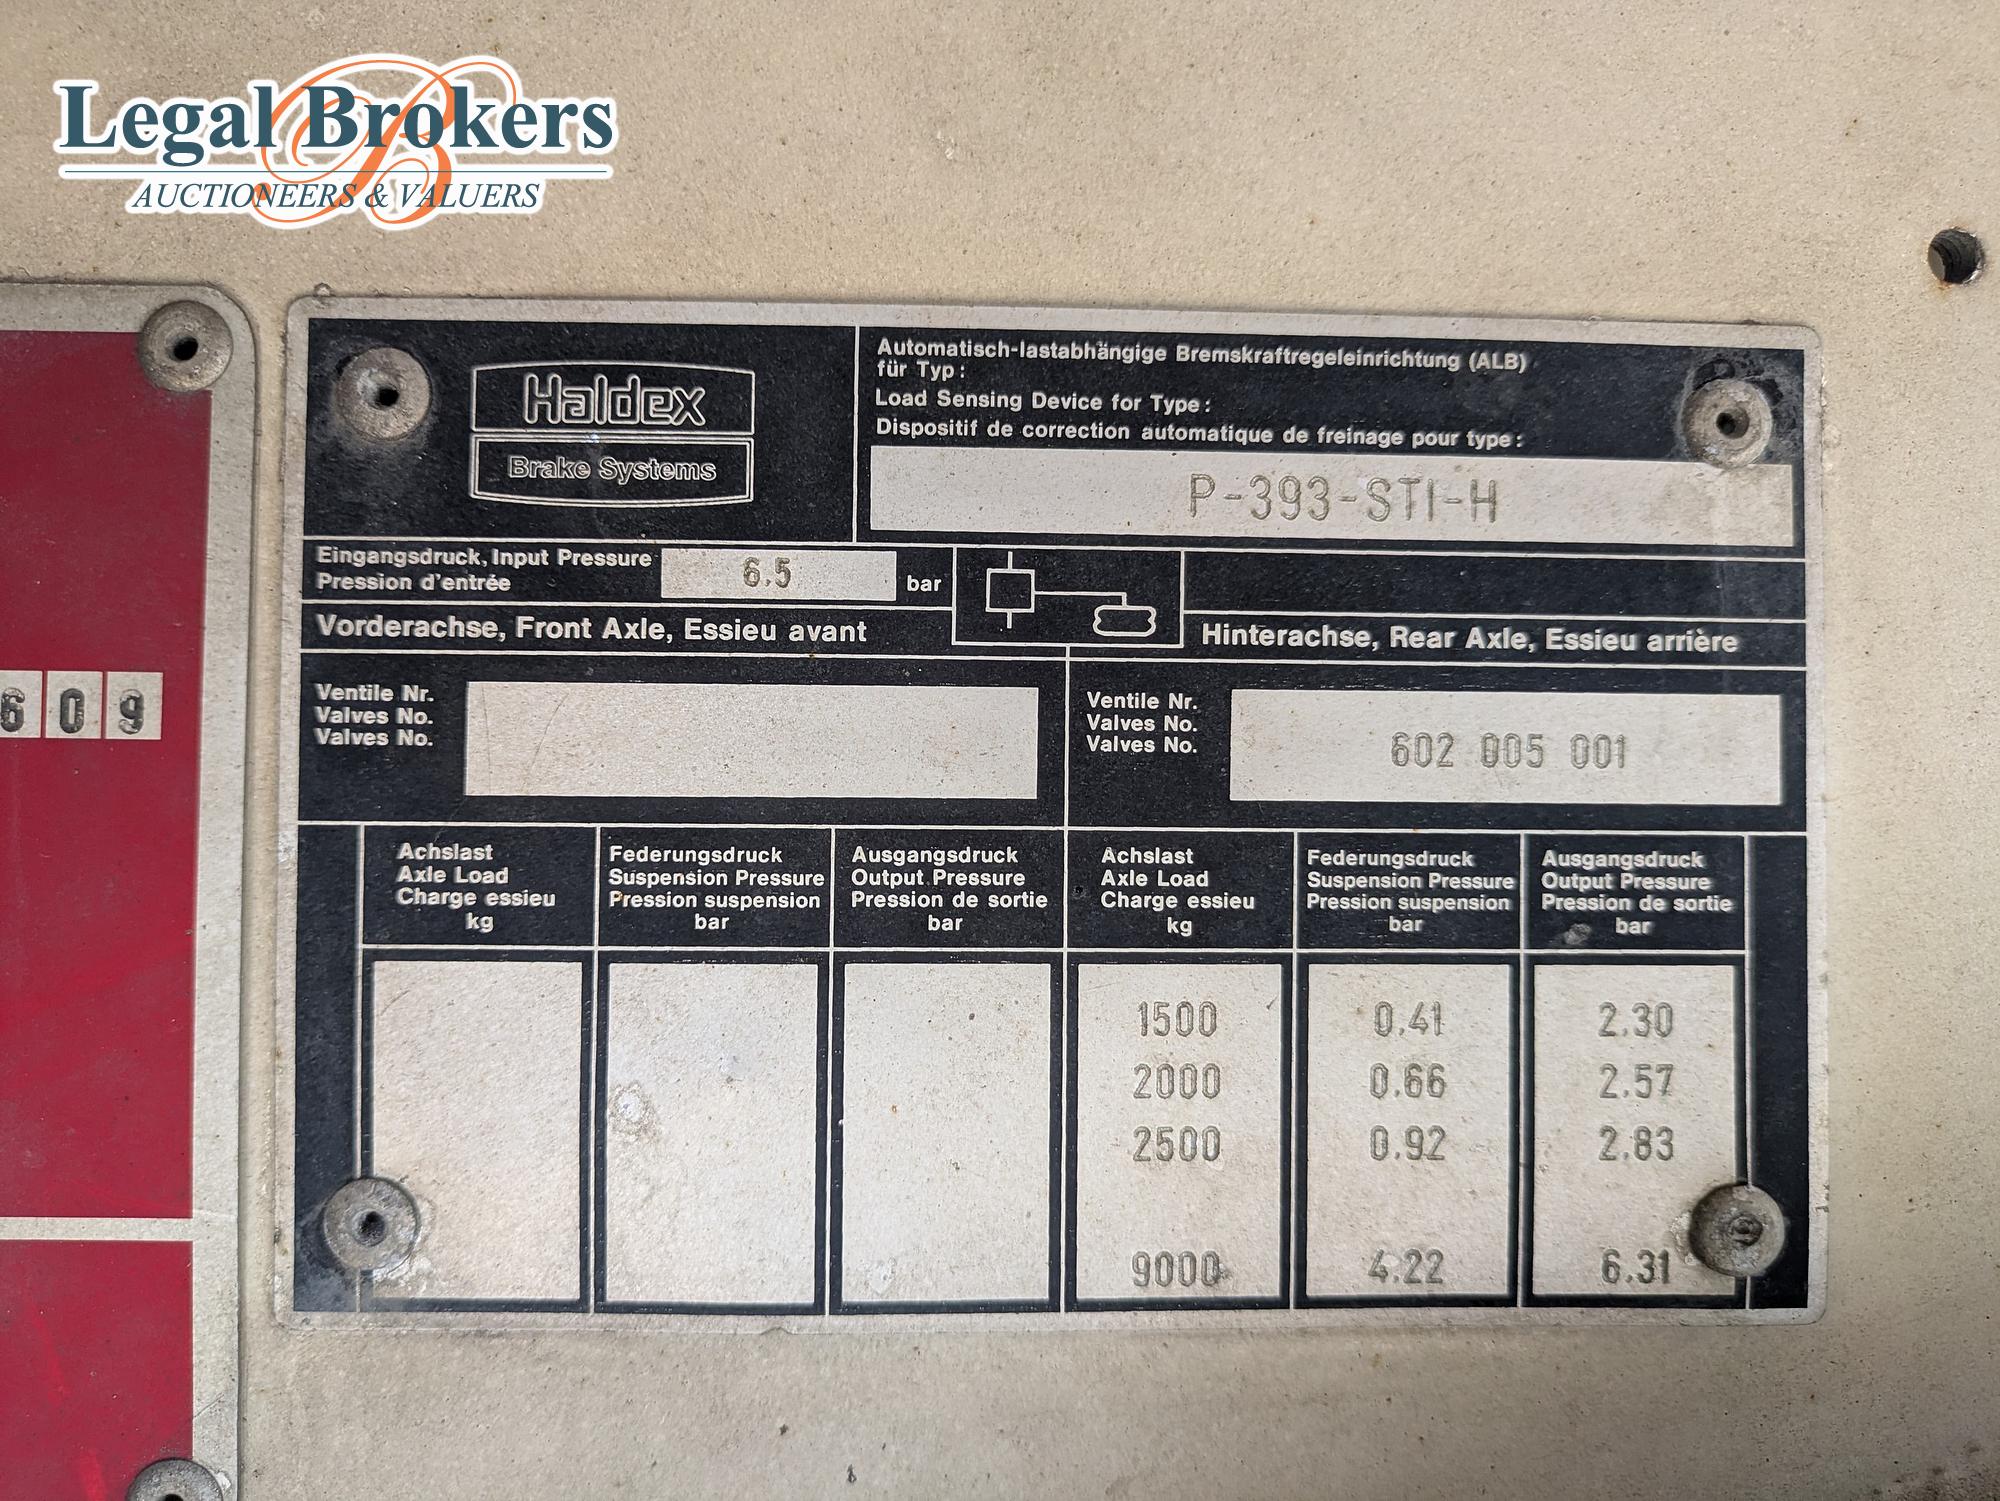 Legal Brokers
AUCTIONEERS & VALUERS
Haldex
Brake Systems
Automatisch-lastabhängige Bremskraftregeleinrichtung (ALB)
für Typ:
Load Sensing Device for Type:
Dispositif de correction automatique de freinage pour type:
P-393-STI-H
Eingangsdruck, Input Pressure
Pression d'entrée
6.5
bar
Vorderachse, Front Axle, Essieu avant
Hinterachse, Rear Axle, Essieu arrière
609
Ventile Nr.
Valves No.
Valves No.
Ventile Nr.
Valves No.
Valves No.
602 005 001
Achslast
Axle Load
Charge essieu
kg
Federungsdruck
Suspension Pressure
Pression suspension
bar
Ausgangsdruck
Output Pressure
Pression de sortie
bar
Achslast
Axle Load
Charge essieu
kg
Federungsdruck
Suspension Pressure
Pression suspension
bar
Ausgangsdruck
Output Pressure
Pression de sortie
bar
1500 0.41 2.30
2000 0.66 2.57
2500 0.92 2.83
9000 4.22 6.31